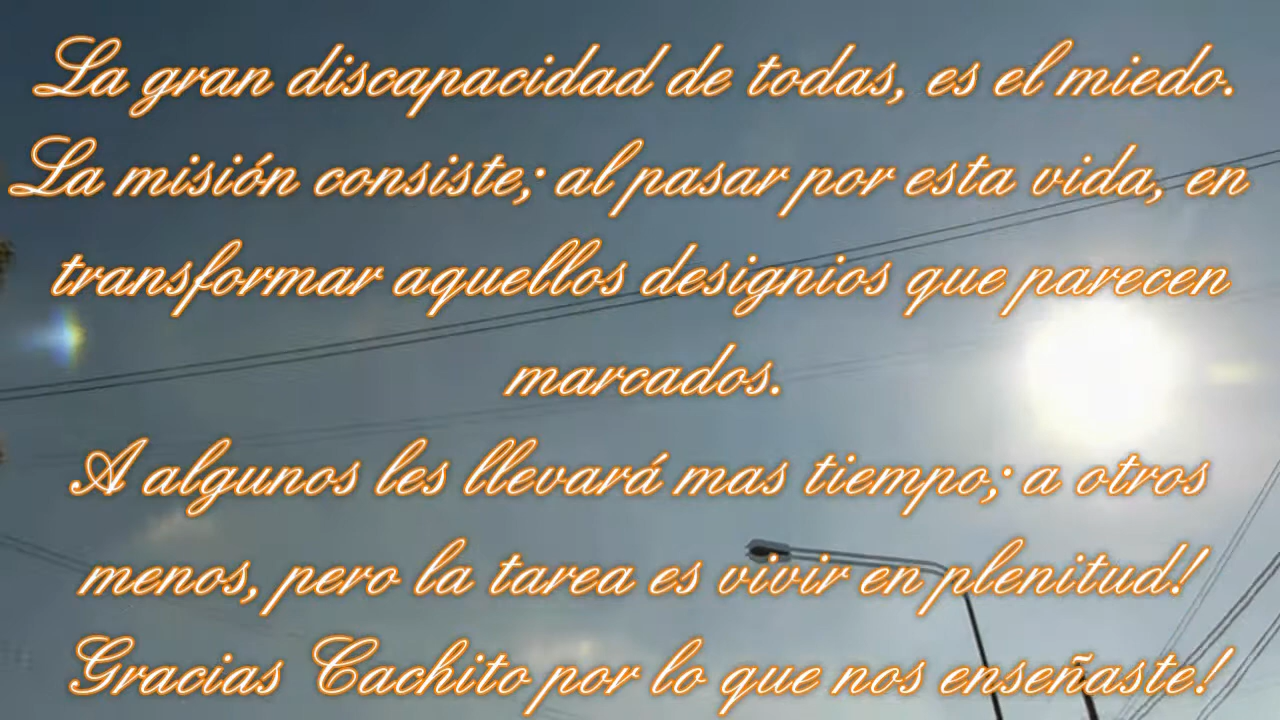 La gran discapacidad de todas, es el miedo.
La misión consiste; al pasar por esta vida, en
transformar aquellos designios que parecen
marcados.
A algunos les llevará mas tiempo; a otros
menos, pero la tarea es vivir en plenitud!
Gracias Cachito por lo que nos enseñaste!